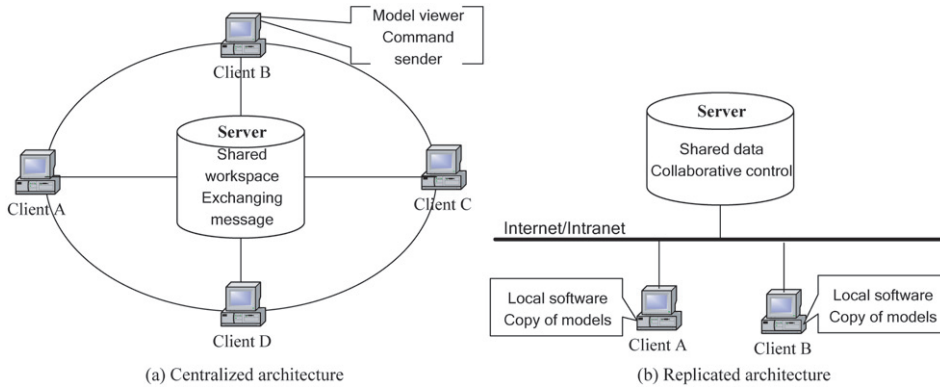 Model viewer
Command
sender
Client B
Server
Shared
workspace
Exchanging
message
Client A
Client C
Client D
(a) Centralized architecture
Server
Shared data
Collaborative control
Internet/Intranet
Local software
Copy of models
Client A
Local software
Copy of models
Client B
(b) Replicated architecture